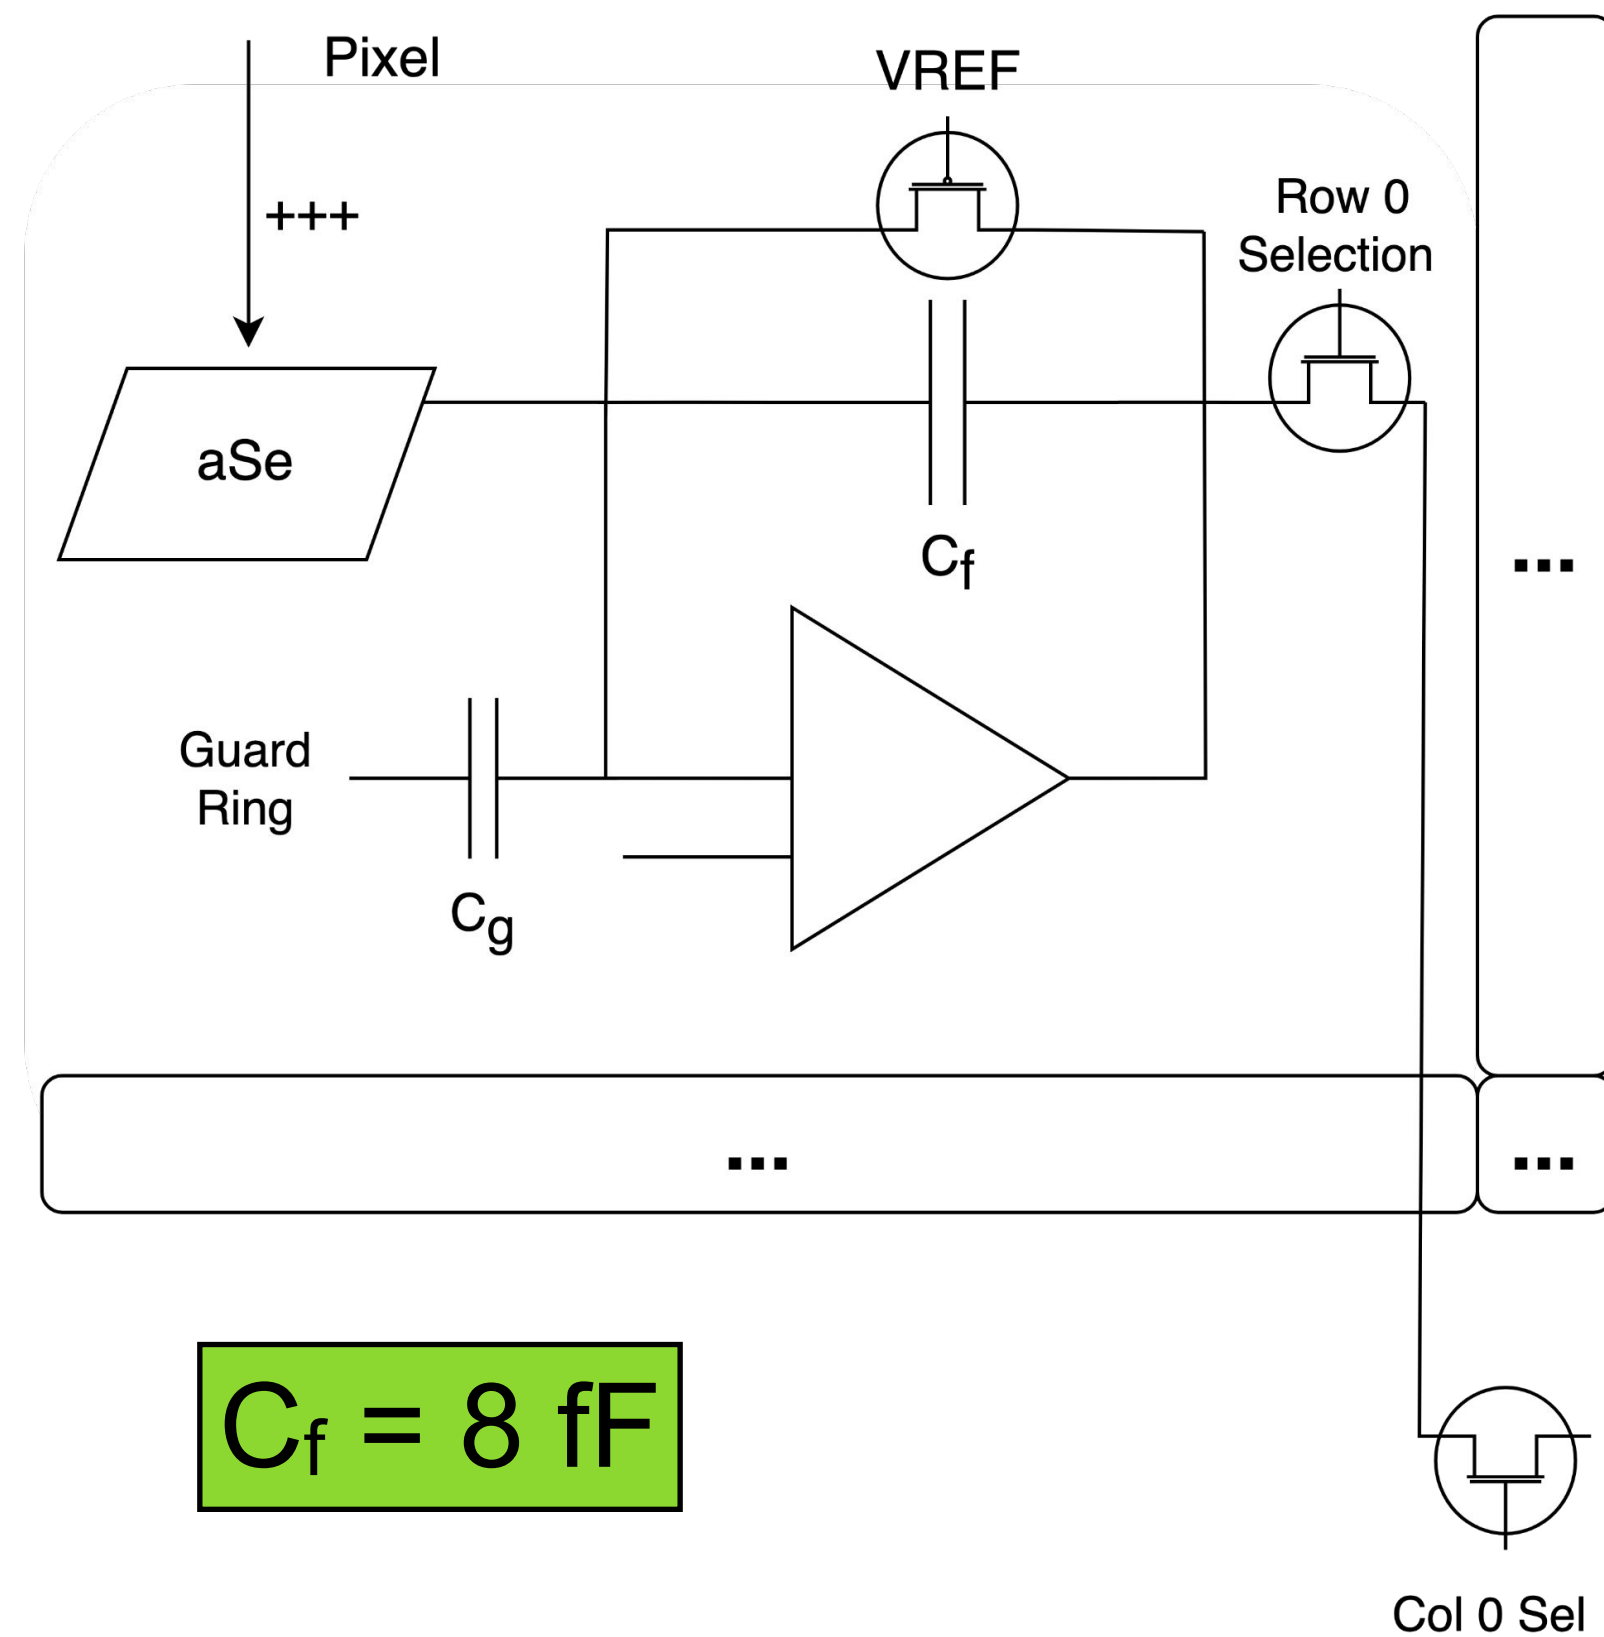 Pixel
VREF
+++
Row 0
Selection
aSe
Cf
...
Guard
Ring
Cg
...
...
Cf = 8 fF
Col 0 Sel